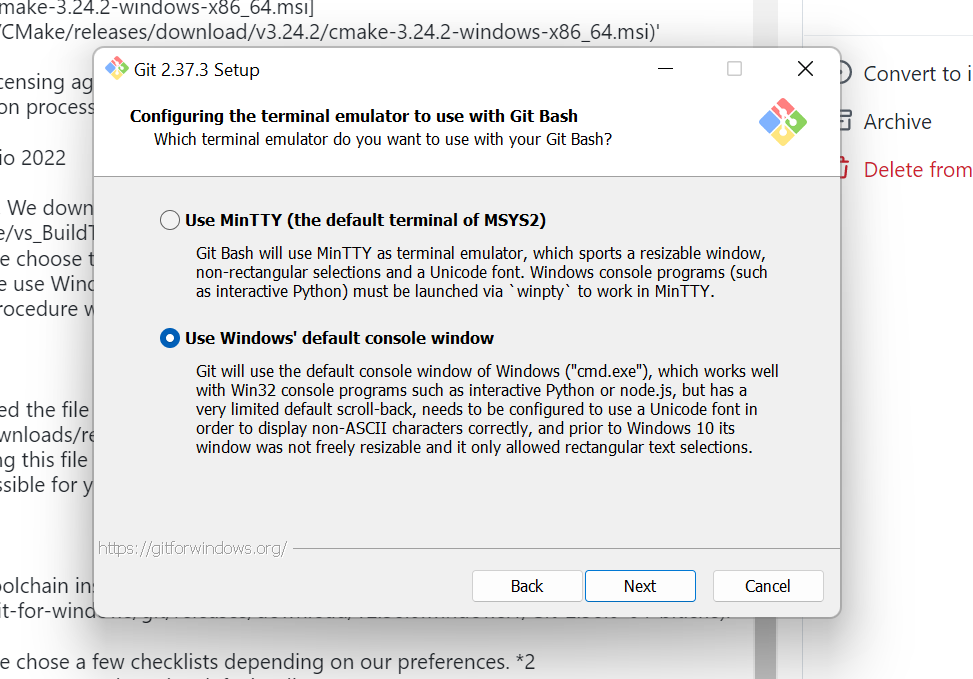 make-3.24.2-windows-x86_64.msi]
/CMake/releases/download/v3.24.2/cmake-3.24.2-windows-x86_64.msi)'
Git 2.37.3 Setup
Configuring the terminal emulator to use with Git Bash
Which terminal emulator do you want to use with your Git Bash?
Use MinTTY (the default terminal of MSYS2)
Git Bash will use MinTTY as terminal emulator, which sports a resizable window,
non-rectangular selections and a Unicode font. Windows console programs (such
as interactive Python) must be launched via `winpty` to work in MinTTY.
Use Windows' default console window
Git will use the default console window of Windows ("cmd.exe"), which works well
with Win32 console programs such as interactive Python or node.js, but has a
very limited default scroll-back, needs to be configured to use a Unicode font in
order to display non-ASCII characters correctly, and prior to Windows 10 its
window was not freely resizable and it only allowed rectangular text selections.
https://gitforwindows.org/
Back Next Cancel
censing ag
on process
io 2022
We down
e/vs_BuildT
e choose t
e use Wind
rocedure w
ed the file
wnloads/re
ng this file
ssible for y
oolchain ins
it-for-windows/git/releases/download/
e chose a few checklists depending on our preferences. *2
Convert to i
Archive
Delete from